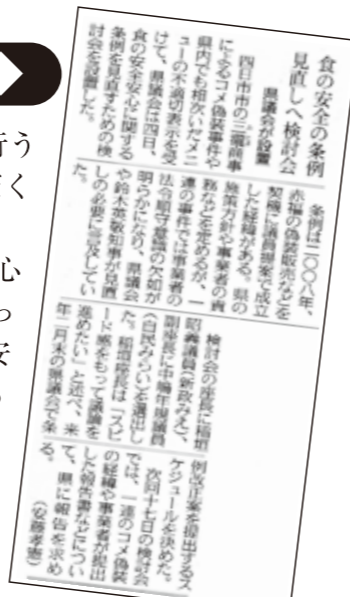 食の安全の条例
見直しへ検討会
県議会が設置
四日市市の三瀧商事
によるコメ偽装事件や
県内でも相次いだメニ
ューの不適切表示を受
けて、県議会は四日、
食の安全安心に関する
条例を見直すための検
討会を設置した。
条例は二〇〇八年、
赤福の偽装販売などを
契機に議員提案で成立
した経緯がある。県の
施策方針や事業者の責
務などを定めるが、一
連の事件では事業者の
法令順守意識の欠如が
明らかになり、県議会
や鈴木英敬知事が見直
しの必要に言及してい
た。
検討会の座長に稲垣
昭義議員(新政みえ)、
副座長に中嶋年規議員
(自民みらい)を選出し
た。稲垣座長は「スピ
ード感をもって議論を
進めたい」と述べ、来
年二月末の県議会で条
例改正案を提出するス
ケジュールを決めた。
次回十七日の検討会
では、一連のコメ偽装
の経緯や事業者が提出
した報告書などについ
て、県に報告を求め
る。
(安藤孝憲)
行う
く
心
っ
安